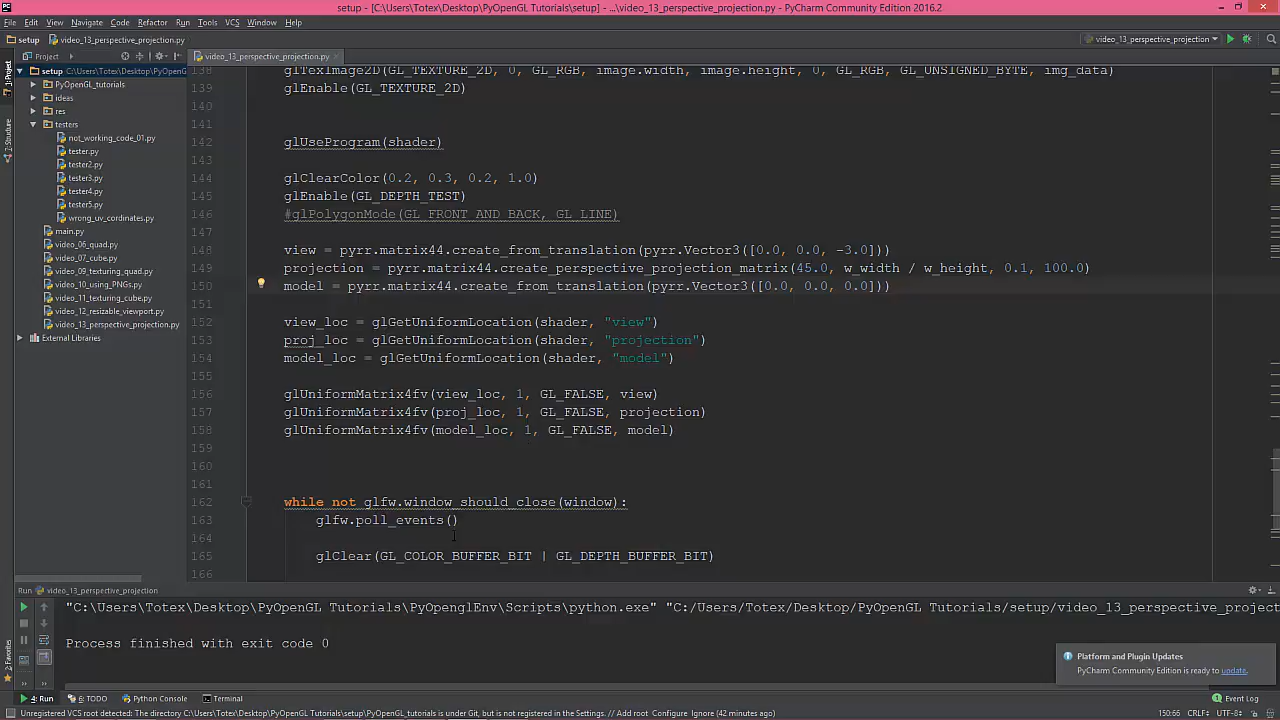 setup - [C:\Users\Totex\Desktop\PyOpenGL Tutorials\setup] - ...\video_13_perspective_projection.py - PyCharm Community Edition 2016.2
File Edit View Navigate Code Refactor Run Tools VCS Window Help
setup video_13_perspective_projection.py
video_13_perspective_projection.py
Project
video_13_perspective_projection.py
1: Project
2: Structure
2: Favorites
setup C:\Users\Totex\Desktop\PyOpenG
PyOpenGL_tutorials
ideas
res
testers
not_working_code_01.py
tester.py
tester2.py
tester3.py
tester4.py
tester5.py
wrong_uv_cordinates.py
main.py
video_06_quad.py
video_07_cube.py
video_09_texturing_quad.py
video_10_using_PNGs.py
video_11_texturing_cube.py
video_12_resizable_viewport.py
video_13_perspective_projection.py
External Libraries
138 glTexImage2D(GL_TEXTURE_2D, 0, GL_RGB, image.width, image.height, 0, GL_RGB, GL_UNSIGNED_BYTE, img_data)
139 glEnable(GL_TEXTURE_2D)
140
141
142 glUseProgram(shader)
143
144 glClearColor(0.2, 0.3, 0.2, 1.0)
145 glEnable(GL_DEPTH_TEST)
146 #glPolygonMode(GL_FRONT_AND_BACK, GL_LINE)
147
148 view = pyrr.matrix44.create_from_translation(pyrr.Vector3([0.0, 0.0, -3.0]))
149 projection = pyrr.matrix44.create_perspective_projection_matrix(45.0, w_width / w_height, 0.1, 100.0)
150 model = pyrr.matrix44.create_from_translation(pyrr.Vector3([0.0, 0.0, 0.0]))
151
152 view_loc = glGetUniformLocation(shader, "view")
153 proj_loc = glGetUniformLocation(shader, "projection")
154 model_loc = glGetUniformLocation(shader, "model")
155
156 glUniformMatrix4fv(view_loc, 1, GL_FALSE, view)
157 glUniformMatrix4fv(proj_loc, 1, GL_FALSE, projection)
158 glUniformMatrix4fv(model_loc, 1, GL_FALSE, model)
159
160
161
162 while not glfw.window_should_close(window):
163 glfw.poll_events()
164
165 glClear(GL_COLOR_BUFFER_BIT | GL_DEPTH_BUFFER_BIT)
166
Run video_13_perspective_projection
"C:\Users\Totex\Desktop\PyOpenGL Tutorials\PyOpenglEnv\Scripts\python.exe" "C:/Users/Totex/Desktop/PyOpenGL Tutorials/setup/video_13_perspective_project
Process finished with exit code 0
Platform and Plugin Updates
PyCharm Community Edition is ready to update.
4: Run 6: TODO Python Console Terminal Event Log
Unregistered VCS root detected: The directory C:\Users\Totex\Desktop\PyOpenGL Tutorials\setup\PyOpenGL_tutorials is under Git, but is not registered in the Settings. // Add root Configure Ignore (42 minutes ago) 150:66 CRLF÷ UTF-8÷